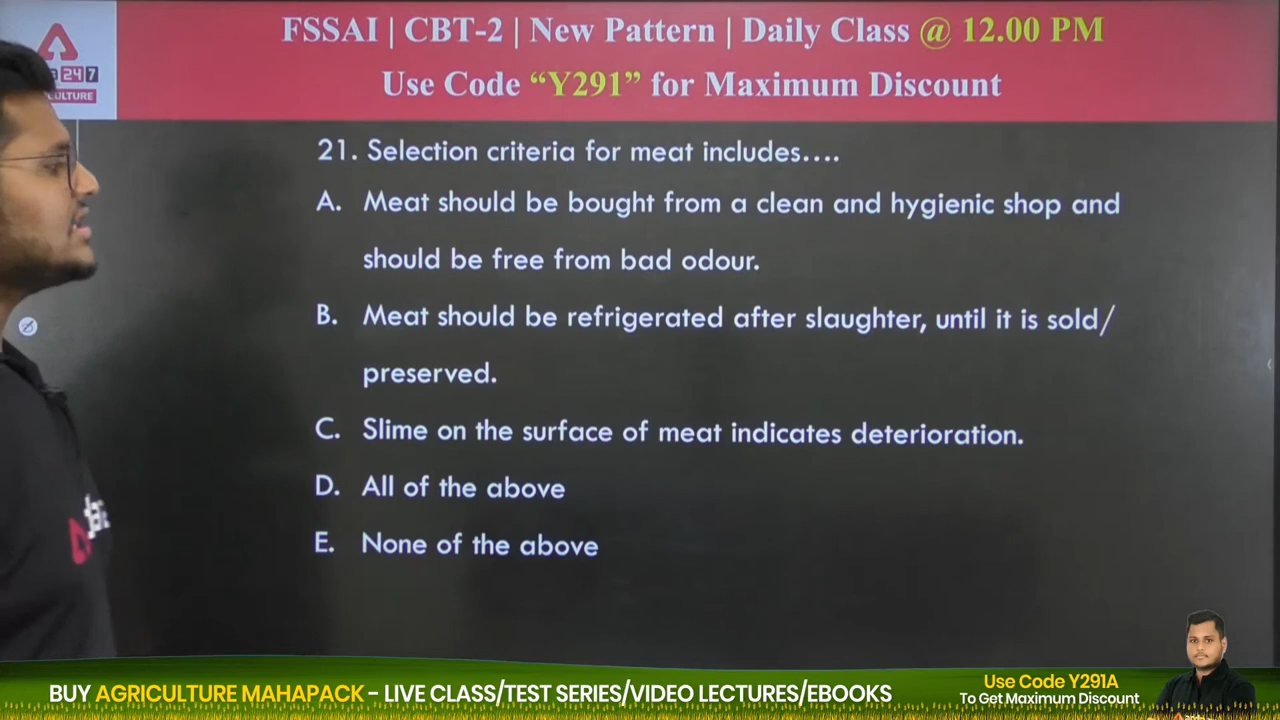 FSSAI | CBT-2 | New Pattern | Daily Class @ 12.00 PM
Use Code “Y291” for Maximum Discount
247
CULTURE
21. Selection criteria for meat includes....
A. Meat should be bought from a clean and hygienic shop and
should be free from bad odour.
B. Meat should be refrigerated after slaughter, until it is sold/
preserved.
C. Slime on the surface of meat indicates deterioration.
D. All of the above
E. None of the above
BUY AGRICULTURE MAHAPACK - LIVE CLASS/TEST SERIES/VIDEO LECTURES/EBOOKS
Use Code Y291A
To Get Maximum Discount